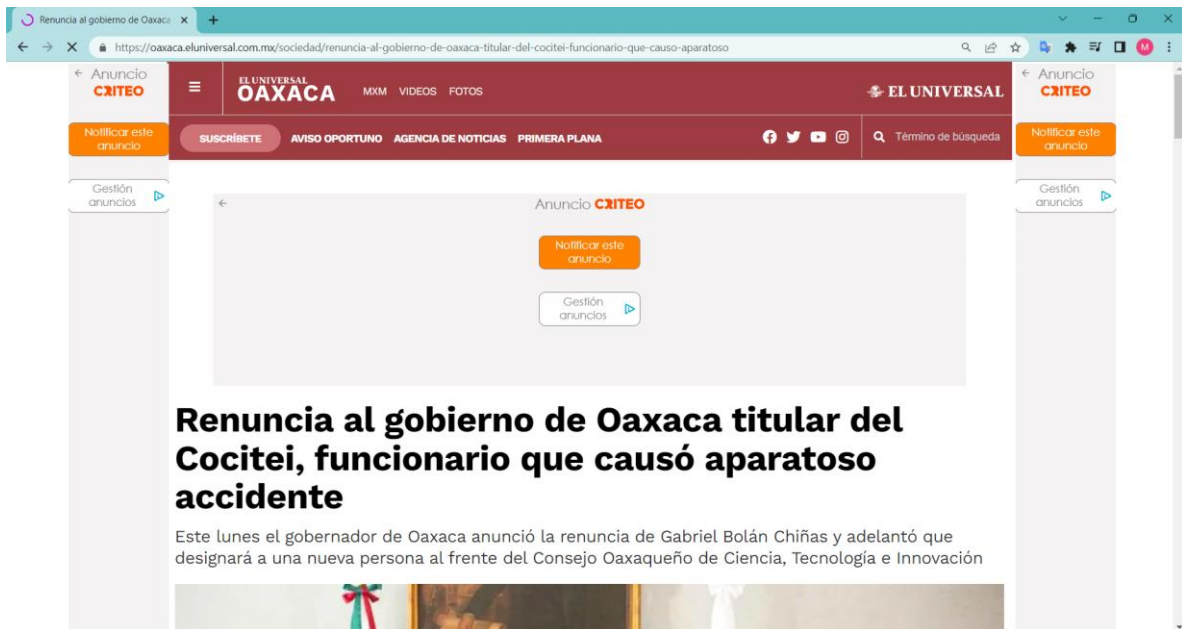 Renuncia al gobierno de Oaxaca
https://oaxaca.eluniversal.com.mx/sociedad/renuncia-al-gobierno-de-oaxaca-titular-del-cocitei-funcionario-que-causo-aparatoso
M
Anuncio
CRITEO
Notificar este
anuncio
Gestión
anuncios
EL UNIVERSAL
OAXACA
MXM VIDEOS FOTOS
EL UNIVERSAL
SUSCRÍBETE AVISO OPORTUNO AGENCIA DE NOTICIAS PRIMERA PLANA
Término de búsqueda
Anuncio
CRITEO
Notificar este
anuncio
Gestión
anuncios
Anuncio CRITEO
Notificar este
anuncio
Gestión
anuncios
Renuncia al gobierno de Oaxaca titular del
Cocitei, funcionario que causó aparatoso
accidente
Este lunes el gobernador de Oaxaca anunció la renuncia de Gabriel Bolán Chiñas y adelantó que
designará a una nueva persona al frente del Consejo Oaxaqueño de Ciencia, Tecnología e Innovación